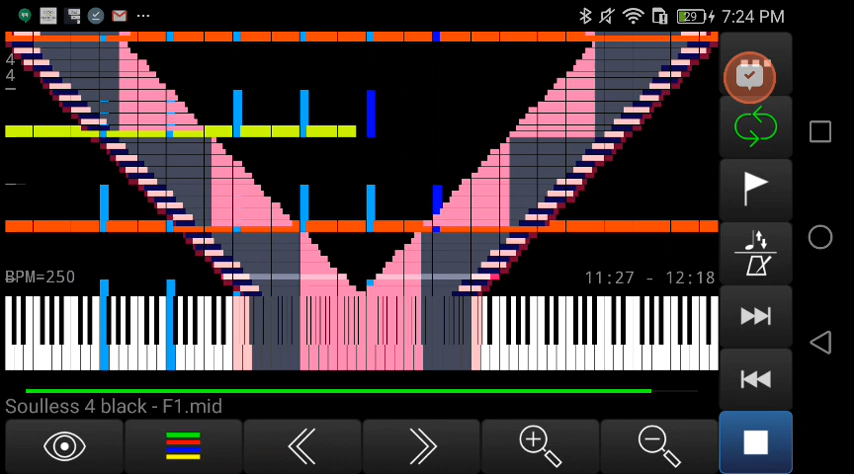 29
7:24 PM
4
4
BPM=250
11:27 - 12:18
Soulless 4 black - F1.mid